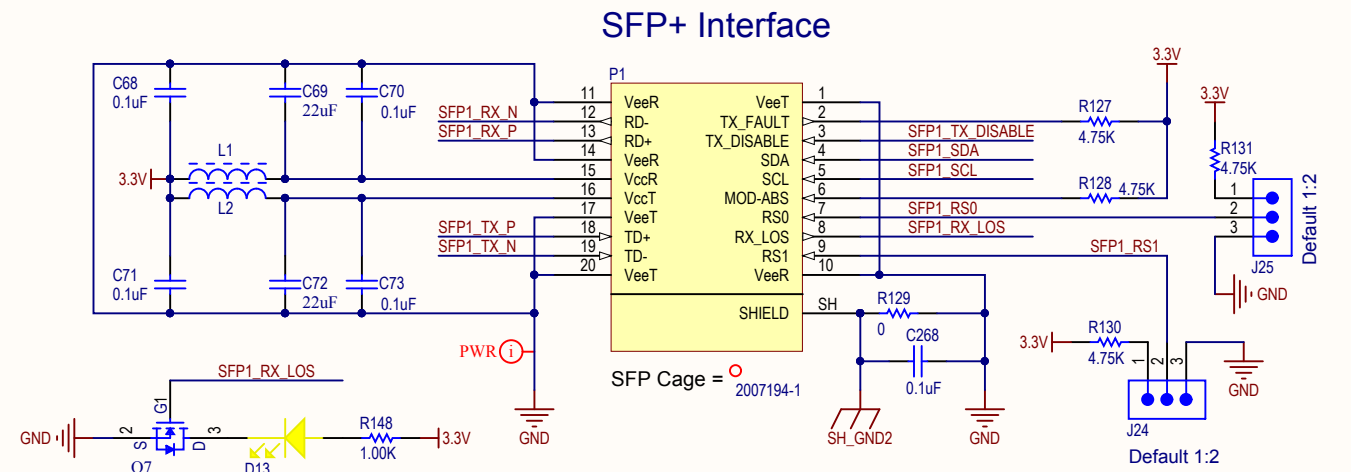 SFP+ Interface
C68
0.1uF
C69
22uF
C70
0.1uF
L1
L2
3.3V
C71
0.1uF
C72
22uF
C73
0.1uF
SFP1_RX_N
SFP1_RX_P
SFP1_TX_P
SFP1_TX_N
P1
11 VeeR
12 RD-
13 RD+
14 VeeR
15 VccR
16 VccT
17 VeeT
18 TD+
19 TD-
20 VeeT
VeeT 1
TX_FAULT 2
TX_DISABLE 3
SDA 4
SCL 5
MOD-ABS 6
RS0 7
RX_LOS 8
RS1 9
VeeR 10
SHIELD SH
SFP Cage =
2007194-1
PWR i
GND
SFP1_TX_DISABLE
SFP1_SDA
SFP1_SCL
SFP1_RS0
SFP1_RX_LOS
SFP1_RS1
3.3V
R127
4.75K
R128 4.75K
3.3V
R131
4.75K
1
2
3
J25
Default 1:2
GND
R129
0
C268
0.1uF
SH_GND2
GND
3.3V
R130
4.75K
1
2
3
GND
J24
Default 1:2
SFP1_RX_LOS
GND
2
S
G1
D
3
Q7
D13
R148
1.00K
3.3V